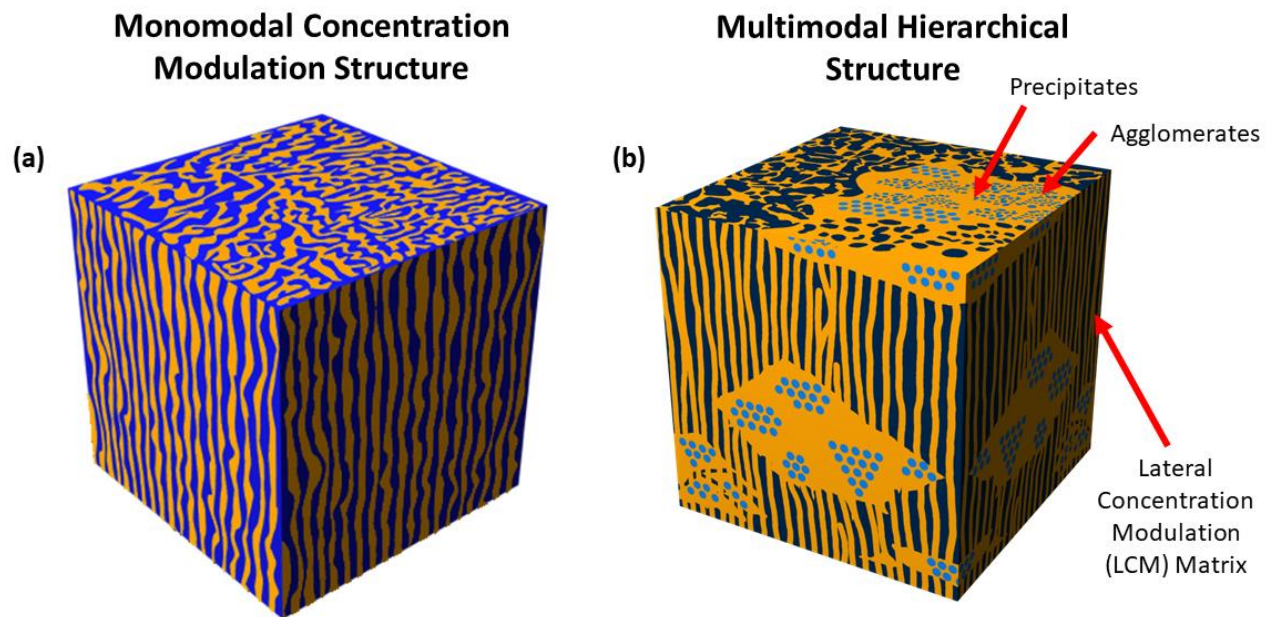 Monomodal Concentration
Modulation Structure
Multimodal Hierarchical
Structure
Precipitates
Agglomerates
(a)
(b)
Lateral
Concentration
Modulation
(LCM) Matrix